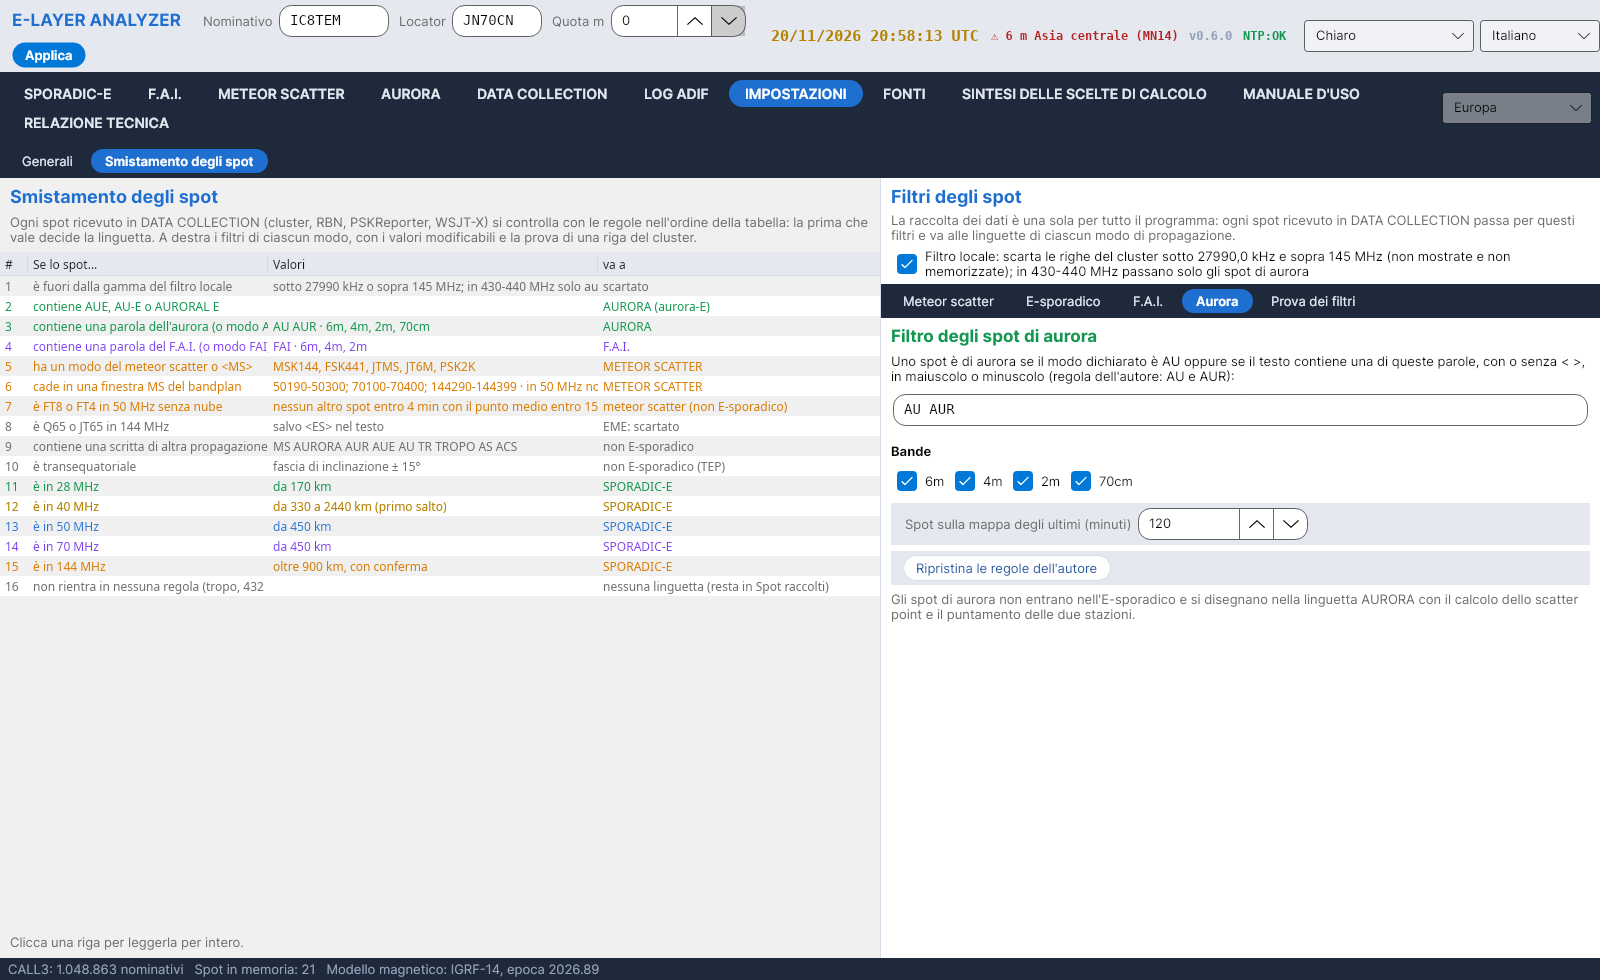 E-LAYER ANALYZER Nominativo IC8TEM Locator JN70CN Quota m 0
20/11/2026 20:58:13 UTC ⚠ 6 m Asia centrale (MN14) v0.6.0 NTP:OK Chiaro Italiano
Applica
SPORADIC-E F.A.I. METEOR SCATTER AURORA DATA COLLECTION LOG ADIF IMPOSTAZIONI FONTI SINTESI DELLE SCELTE DI CALCOLO MANUALE D'USO
Europa
RELAZIONE TECNICA
Generali Smistamento degli spot
Smistamento degli spot
Ogni spot ricevuto in DATA COLLECTION (cluster, RBN, PSKReporter, WSJT-X) si controlla con le regole nell'ordine della tabella: la prima che
vale decide la linguetta. A destra i filtri di ciascun modo, con i valori modificabili e la prova di una riga del cluster.
# Se lo spot... Valori va a
1 è fuori dalla gamma del filtro locale sotto 27990 kHz o sopra 145 MHz; in 430-440 MHz solo au scartato
2 contiene AUE, AU-E o AURORAL E AURORA (aurora-E)
3 contiene una parola dell'aurora (o modo A AU AUR · 6m, 4m, 2m, 70cm AURORA
4 contiene una parola del F.A.I. (o modo FAI FAI · 6m, 4m, 2m F.A.I.
5 ha un modo del meteor scatter o <MS> MSK144, FSK441, JTMS, JT6M, PSK2K METEOR SCATTER
6 cade in una finestra MS del bandplan 50190-50300; 70100-70400; 144290-144399 · in 50 MHz nc METEOR SCATTER
7 è FT8 o FT4 in 50 MHz senza nube nessun altro spot entro 4 min con il punto medio entro 15 meteor scatter (non E-sporadico)
8 è Q65 o JT65 in 144 MHz salvo <ES> nel testo EME: scartato
9 contiene una scritta di altra propagazione MS AURORA AUR AUE AU TR TROPO AS ACS non E-sporadico
10 è transequatoriale fascia di inclinazione ± 15° non E-sporadico (TEP)
11 è in 28 MHz da 170 km SPORADIC-E
12 è in 40 MHz da 330 a 2440 km (primo salto) SPORADIC-E
13 è in 50 MHz da 450 km SPORADIC-E
14 è in 70 MHz da 450 km SPORADIC-E
15 è in 144 MHz oltre 900 km, con conferma SPORADIC-E
16 non rientra in nessuna regola (tropo, 432 nessuna linguetta (resta in Spot raccolti)
Clicca una riga per leggerla per intero.
Filtri degli spot
La raccolta dei dati è una sola per tutto il programma: ogni spot ricevuto in DATA COLLECTION passa per questi
filtri e va alle linguette di ciascun modo di propagazione.
Filtro locale: scarta le righe del cluster sotto 27990,0 kHz e sopra 145 MHz (non mostrate e non
memorizzate); in 430-440 MHz passano solo gli spot di aurora
Meteor scatter E-sporadico F.A.I. Aurora Prova dei filtri
Filtro degli spot di aurora
Uno spot è di aurora se il modo dichiarato è AU oppure se il testo contiene una di queste parole, con o senza < >,
in maiuscolo o minuscolo (regola dell'autore: AU e AUR):
AU AUR
Bande
6m 4m 2m 70cm
Spot sulla mappa degli ultimi (minuti) 120
Ripristina le regole dell'autore
Gli spot di aurora non entrano nell'E-sporadico e si disegnano nella linguetta AURORA con il calcolo dello scatter
point e il puntamento delle due stazioni.
CALL3: 1.048.863 nominativi Spot in memoria: 21 Modello magnetico: IGRF-14, epoca 2026.89